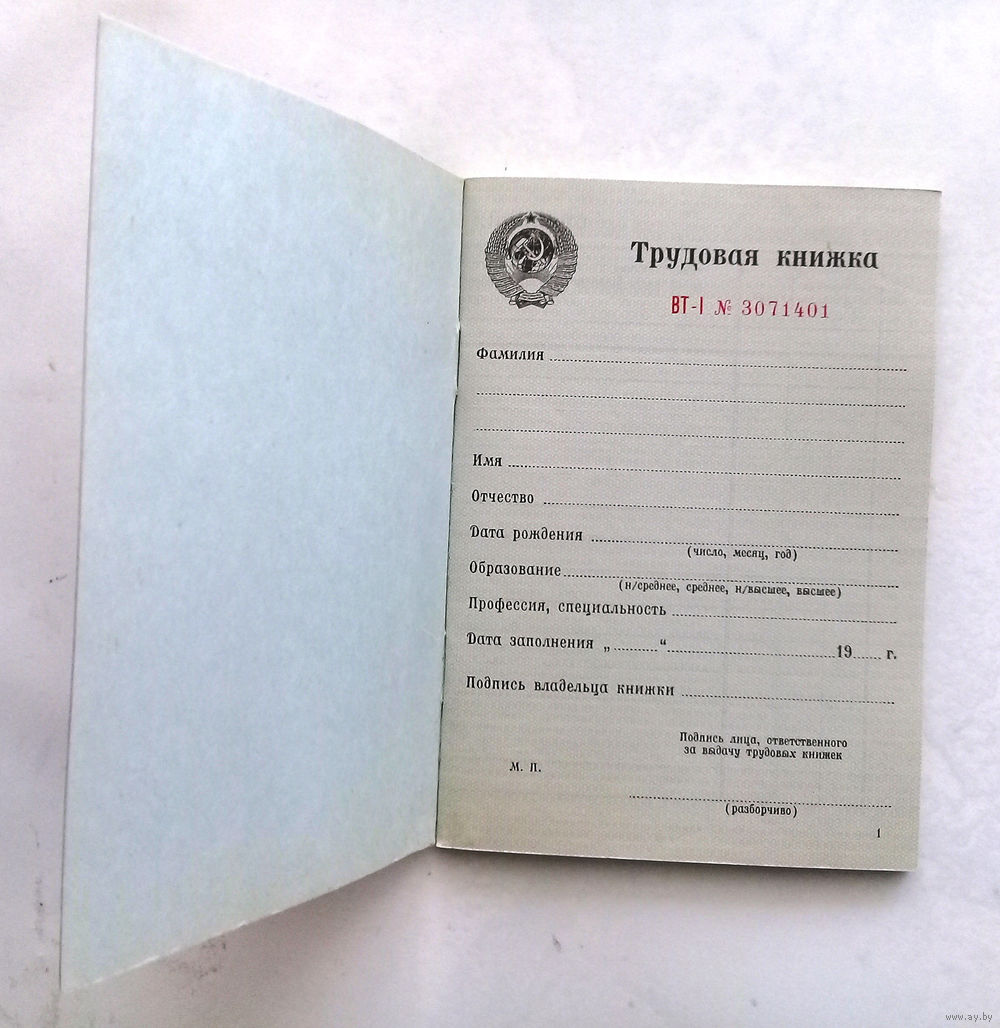 Трудовая книжка
ВТ-I № 3071401
Фамилия
Имя
Отчество
Дата рождения
(число, месяц, год)
Образование
(н/среднее, среднее, н/высшее, высшее)
Профессия, специальность
Дата заполнения „ “ 19 г.
Подпись владельца книжки
Подпись лица, ответственного
за выдачу трудовых книжек
М. П.
(разборчиво)
1
www.ay.by